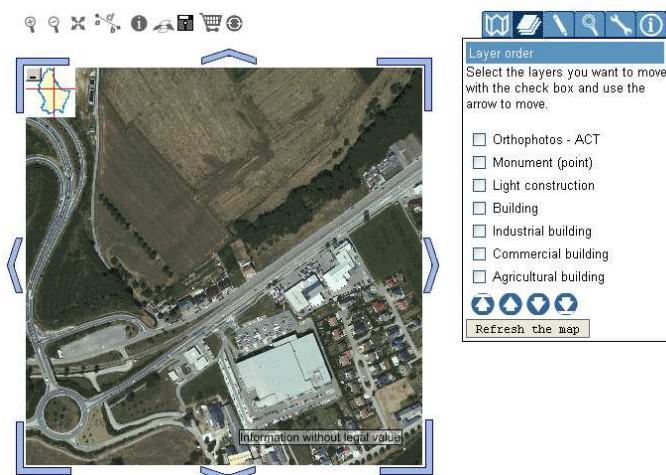 Layer order
Select the layers you want to move
with the check box and use the
arrow to move.
Orthophotos - ACT
Monument (point)
Light construction
Building
Industrial building
Commercial building
Agricultural building
Refresh the map
Information without legal value